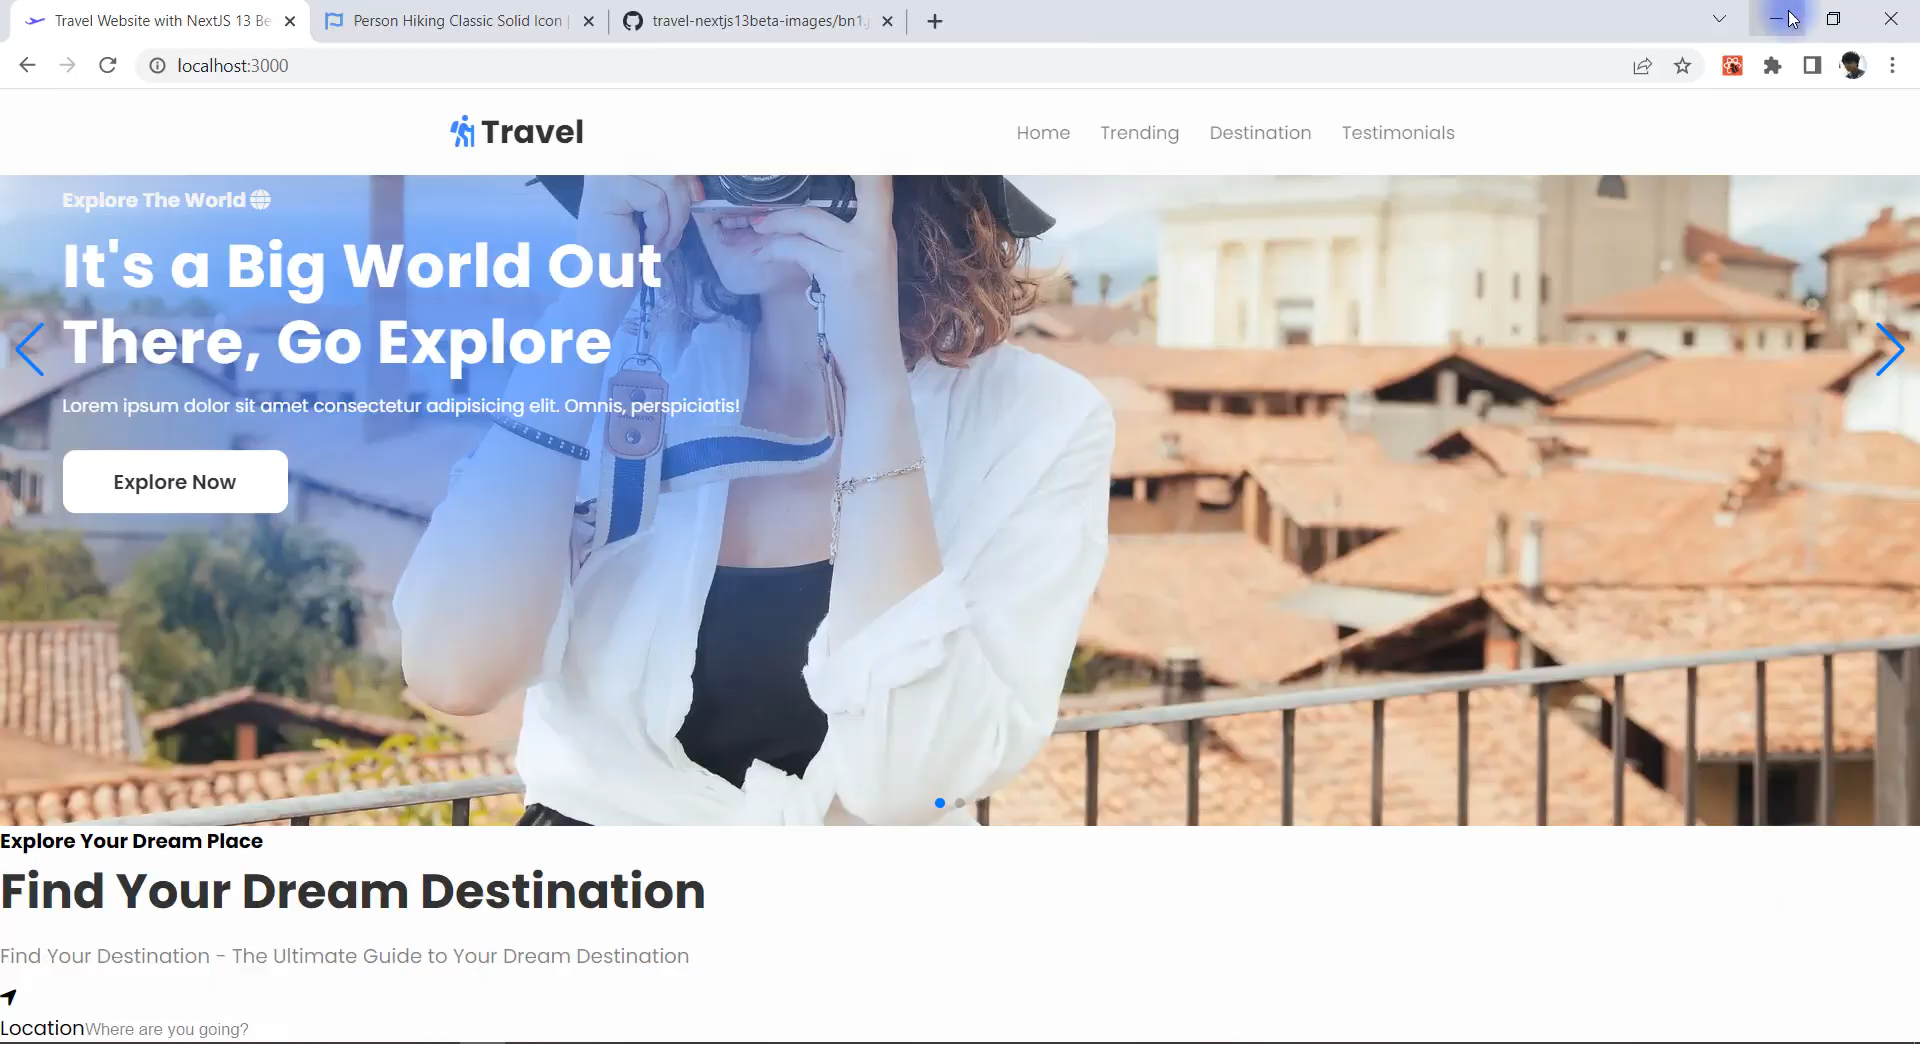 Travel Website with NextJS 13 Be
Person Hiking Classic Solid Icon |
travel-nextjs13beta-images/bn1.j
localhost:3000
Travel
Home Trending Destination Testimonials
Explore The World
It's a Big World Out
There, Go Explore
Lorem ipsum dolor sit amet consectetur adipisicing elit. Omnis, perspiciatis!
Explore Now
Explore Your Dream Place
Find Your Dream Destination
Find Your Destination - The Ultimate Guide to Your Dream Destination
Location Where are you going?